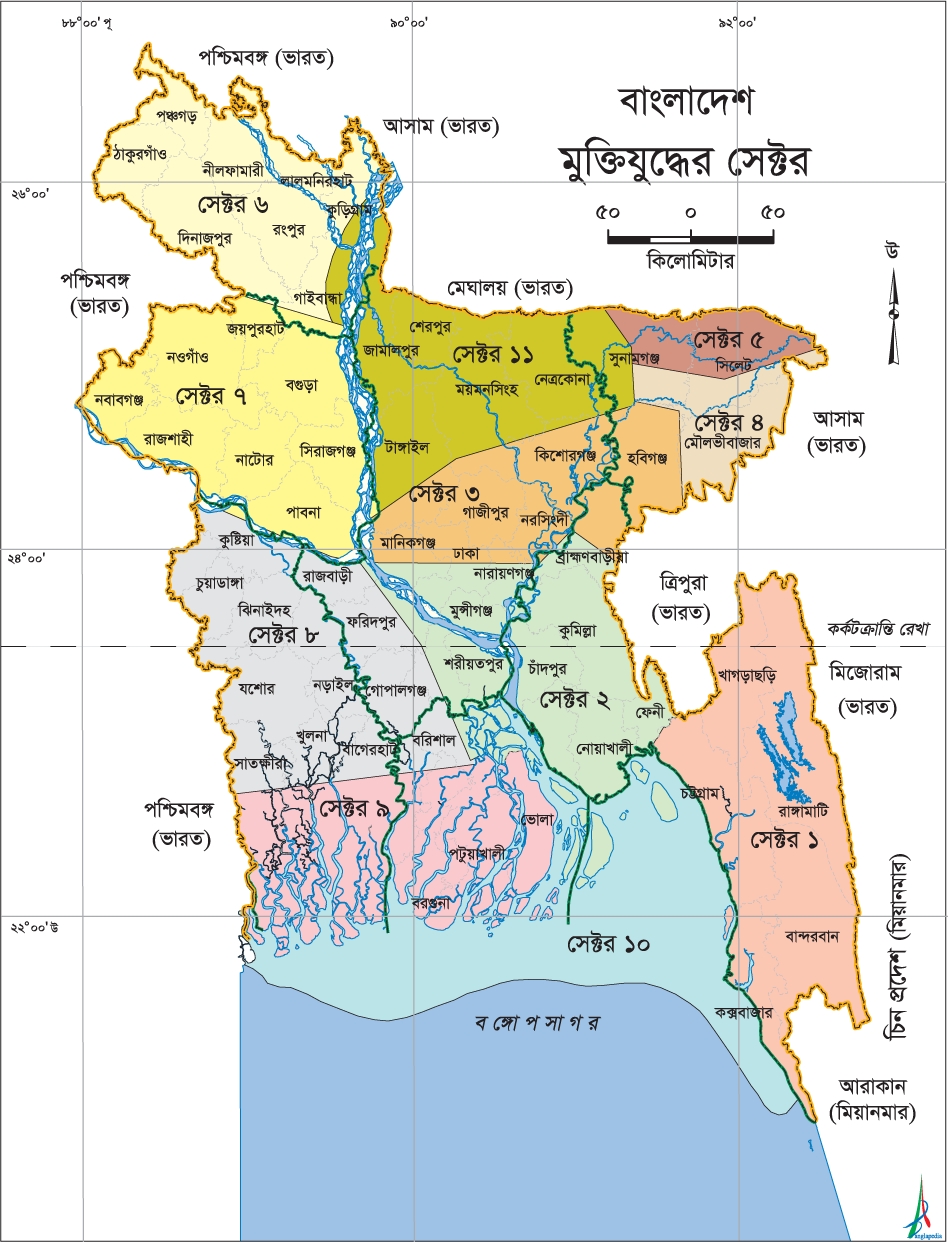 ৮৮°০০' পূ
৯০°০০'
৯২°০০'
পশ্চিমবঙ্গ (ভারত)
বাংলাদেশ
মুক্তিযুদ্ধের সেক্টর
আসাম (ভারত)
পঞ্চগড়
ঠাকুরগাঁও
নীলফামারী
লালমনিরহাট
২৬°০০'
সেক্টর ৬
কুড়িগ্রাম
৫০
০
৫০
কিলোমিটার
দিনাজপুর
রংপুর
উ
পশ্চিমবঙ্গ
(ভারত)
গাইবান্ধা
মেঘালয় (ভারত)
জয়পুরহাট
শেরপুর
জামালপুর
সেক্টর ১১
সুনামগঞ্জ
সেক্টর ৫
সিলেট
নওগাঁও
বগুড়া
ময়মনসিংহ
নেত্রকোনা
নবাবগঞ্জ
সেক্টর ৭
সেক্টর ৪
মৌলভীবাজার
আসাম
(ভারত)
রাজশাহী
নাটোর
সিরাজগঞ্জ
টাঙ্গাইল
কিশোরগঞ্জ
হবিগঞ্জ
সেক্টর ৩
গাজীপুর
নরসিংদী
পাবনা
কুষ্টিয়া
মানিকগঞ্জ
ঢাকা
২৪°০০'
ব্রাহ্মণবাড়ীয়া
নারায়ণগঞ্জ
চুয়াডাঙ্গা
রাজবাড়ী
ত্রিপুরা
(ভারত)
ঝিনাইদহ
ফরিদপুর
মুন্সীগঞ্জ
সেক্টর ৮
কুমিল্লা
কর্কটক্রান্তি রেখা
শরীয়তপুর
চাঁদপুর
খাগড়াছড়ি
মিজোরাম
(ভারত)
যশোর
নড়াইল
গোপালগঞ্জ
সেক্টর ২
ফেনী
খুলনা
বাগেরহাট
বরিশাল
নোয়াখালী
সাতক্ষীরা
চট্টগ্রাম
পশ্চিমবঙ্গ
(ভারত)
সেক্টর ৯
ভোলা
রাঙ্গামাটি
সেক্টর ১
পটুয়াখালী
বরগুনা
২২°০০' উ
সেক্টর ১০
বান্দরবান
চিন প্রদেশ (মিয়ানমার)
কক্সবাজার
বঙ্গোপসাগর
আরাকান
(মিয়ানমার)
anglapedia